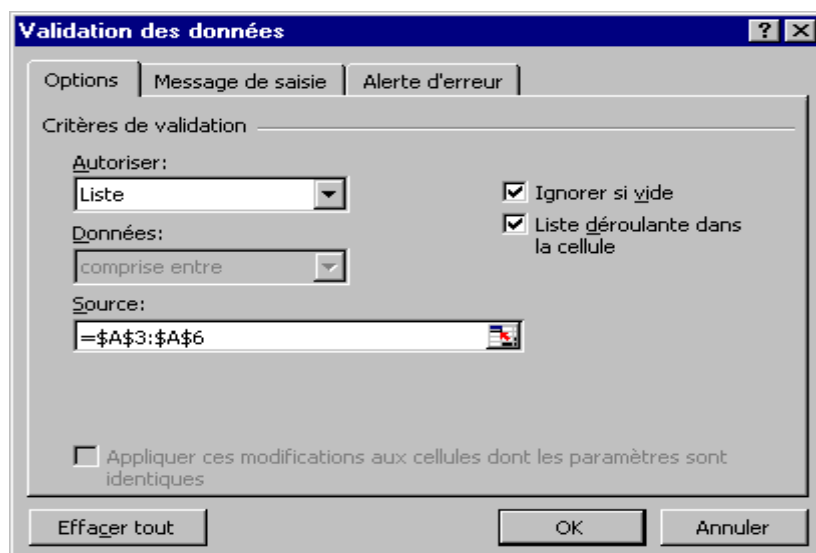 Validation des données
Options
Message de saisie
Alerte d'erreur
Critères de validation
Autoriser:
Liste
Ignorer si vide
Données:
Liste déroulante dans
la cellule
comprise entre
Source:
=$A$3:$A$6
Appliquer ces modifications aux cellules dont les paramètres sont
identiques
Effacer tout
OK
Annuler